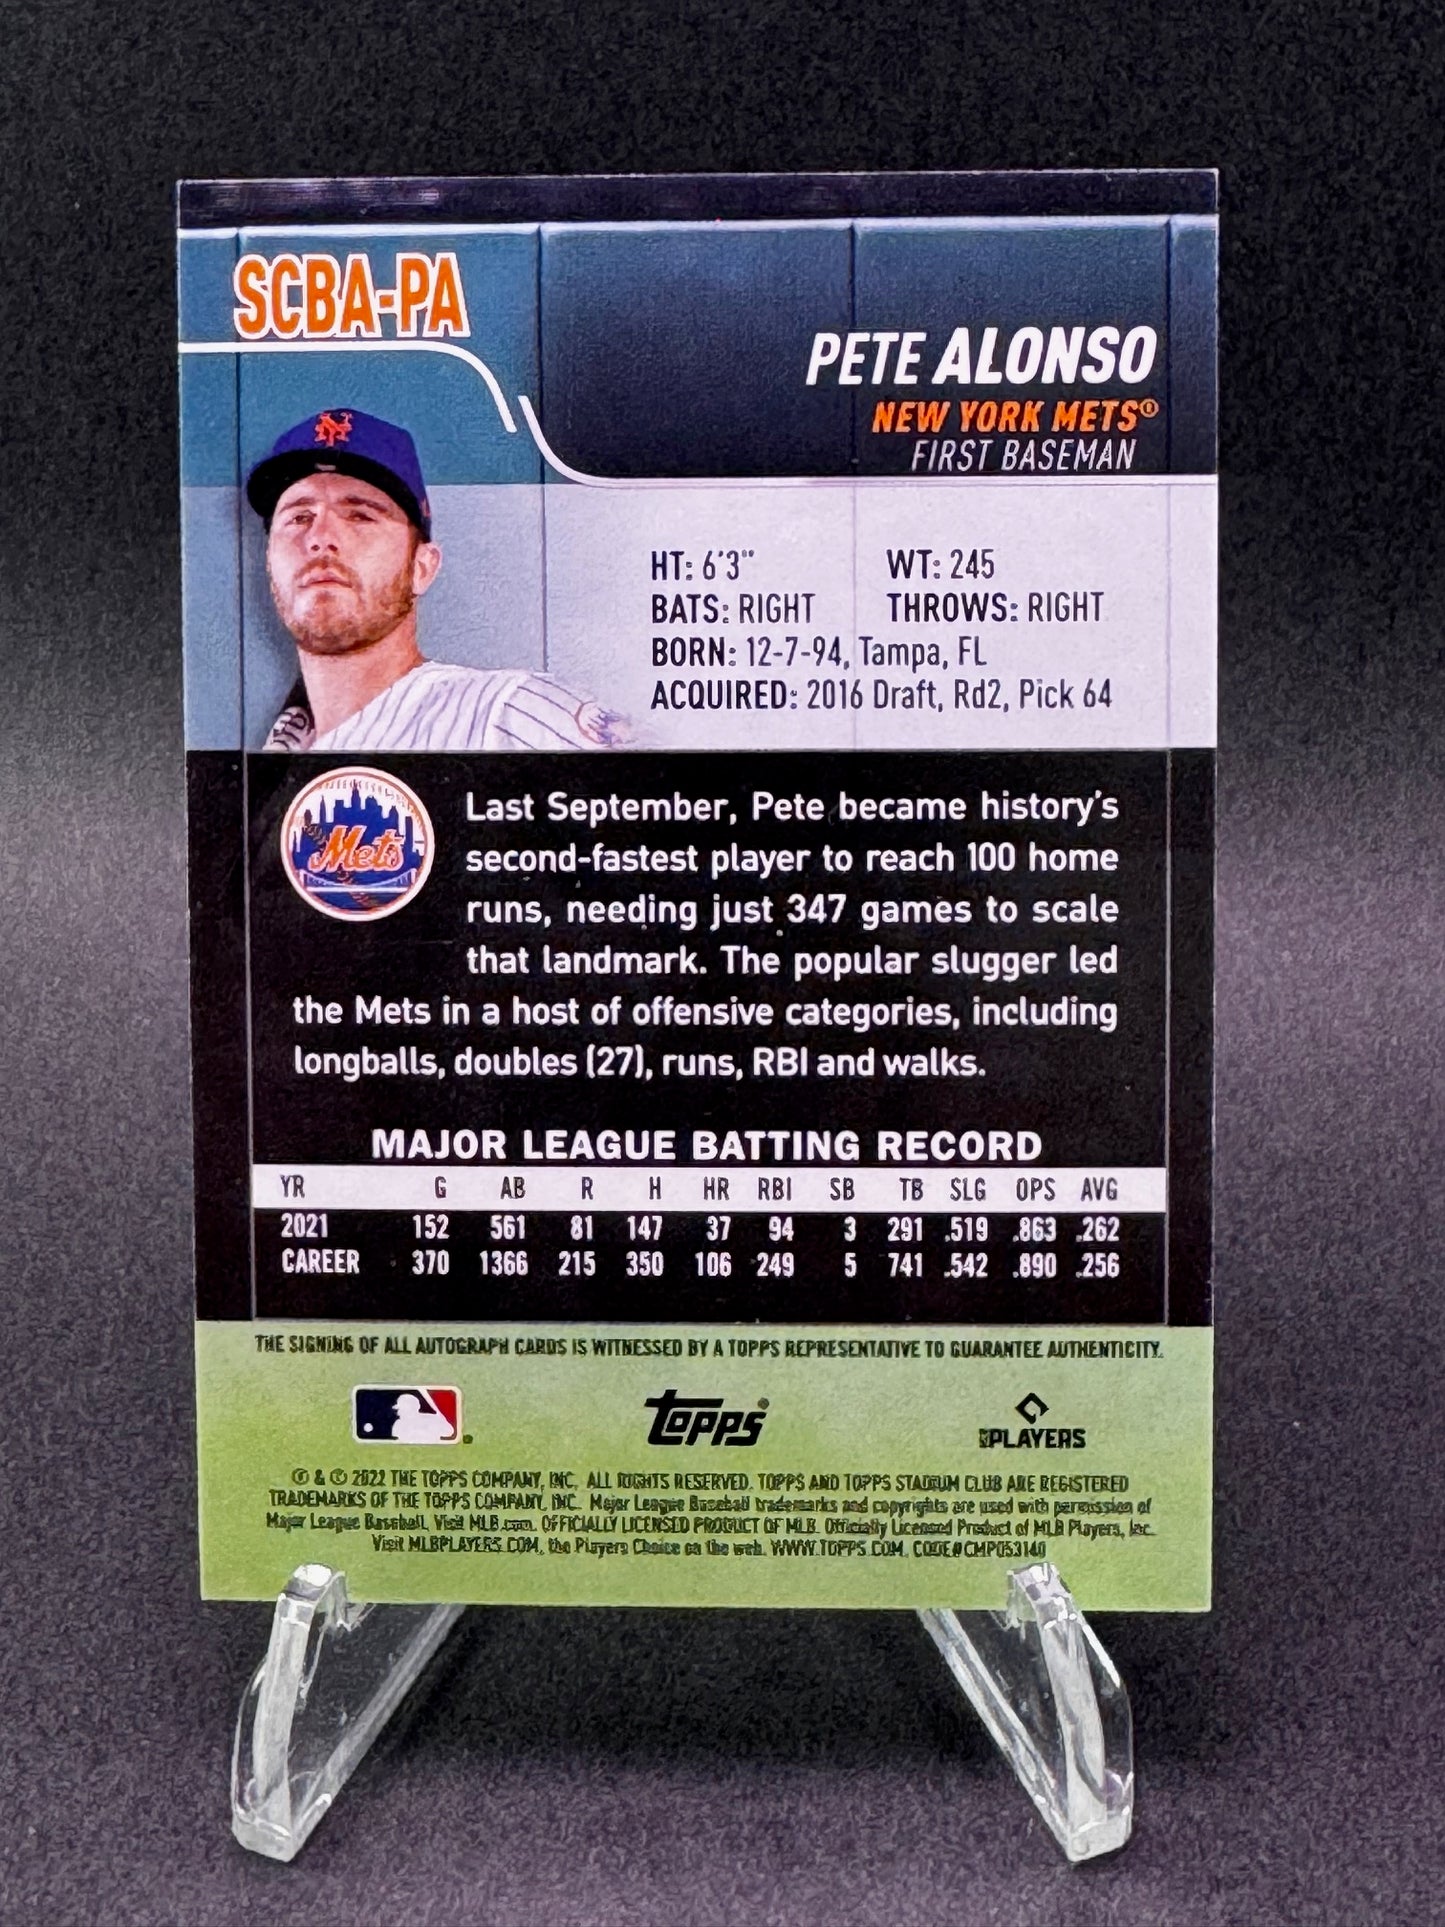 SCBA-PA
PETE ALONSO
NEW YORK METS®
FIRST BASEMAN
NY
HT: 6'3" WT: 245
BATS: RIGHT THROWS: RIGHT
BORN: 12-7-94, Tampa, FL
ACQUIRED: 2016 Draft, Rd2, Pick 64
Mets
Last September, Pete became history's
second-fastest player to reach 100 home
runs, needing just 347 games to scale
that landmark. The popular slugger led
the Mets in a host of offensive categories, including
longballs, doubles (27), runs, RBI and walks.
MAJOR LEAGUE BATTING RECORD
YR G AB R H HR RBI SB TB SLG OPS AVG
2021 152 561 81 147 37 94 3 291 .519 .863 .262
CAREER 370 1366 215 350 106 249 5 741 .542 .890 .256
THE SIGNING OF ALL AUTOGRAPH CARDS IS WITNESSED BY A TOPPS REPRESENTATIVE TO GUARANTEE AUTHENTICITY.
Topps
PLAYERS
® & © 2022 THE TOPPS COMPANY, INC. ALL RIGHTS RESERVED. TOPPS AND TOPPS STADIUM CLUB ARE REGISTERED
TRADEMARKS OF THE TOPPS COMPANY, INC. Major League Baseball trademarks and copyrights are used with permission of
Major League Baseball. Visit MLB.com. OFFICIALLY LICENSED PRODUCT OF MLB Officially Licensed Product of MLB Players, Inc.
Visit MLBPLAYERS.COM, the Players Choice on the web. WWW.TOPPS.COM. CODE#CMP053140